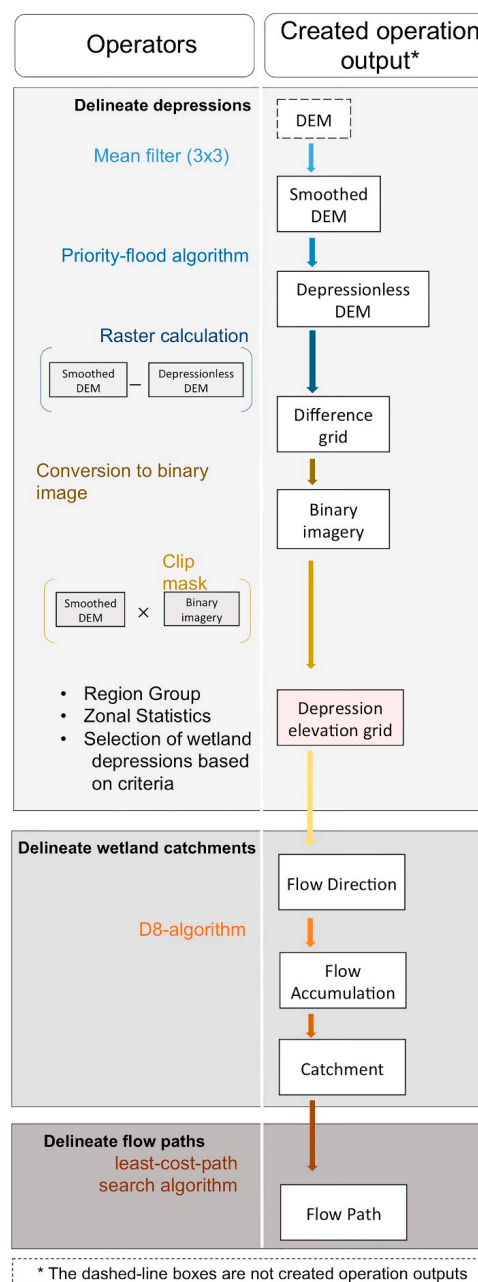 Operators
Created operation
output*
Delineate depressions
DEM
Mean filter (3x3)
Smoothed
DEM
Priority-flood algorithm
Depressionless
DEM
Raster calculation
Smoothed
DEM
–
Depressionless
DEM
Difference
grid
Conversion to binary
image
Binary
imagery
Clip
mask
Smoothed
DEM
×
Binary
imagery
• Region Group
• Zonal Statistics
• Selection of wetland
depressions based
on criteria
Depression
elevation grid
Delineate wetland catchments
Flow Direction
D8-algorithm
Flow
Accumulation
Catchment
Delineate flow paths
least-cost-path
search algorithm
Flow Path
* The dashed-line boxes are not created operation outputs